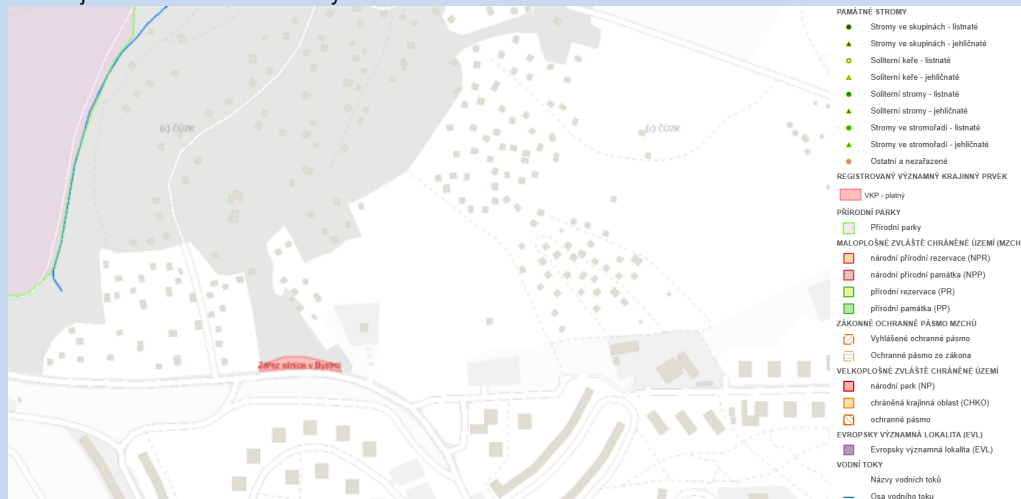 (c) ČÚZK
(c) ČÚZK
Zářez silnice v Bystrci
PAMÁTNÉ STROMY
Stromy ve skupinách - listnaté
Stromy ve skupinách - jehličnaté
Soliterní keře - listnaté
Soliterní keře - jehličnaté
Soliterní stromy - listnaté
Soliterní stromy - jehličnaté
Stromy ve stromořadí - listnaté
Stromy ve stromořadí - jehličnaté
Ostatní a nezařazené
REGISTROVANÝ VÝZNAMNÝ KRAJINNÝ PRVEK
VKP - platný
PŘÍRODNÍ PARKY
Přírodní parky
MALOPLOŠNÉ ZVLÁŠTĚ CHRÁNĚNÉ ÚZEMÍ (MZCH
národní přírodní rezervace (NPR)
národní přírodní památka (NPP)
přírodní rezervace (PR)
přírodní památka (PP)
ZÁKONNÉ OCHRANNÉ PÁSMO MZCHÚ
Vyhlášené ochranné pásmo
Ochranné pásmo ze zákona
VELKOPLOŠNÉ ZVLÁŠTĚ CHRÁNĚNÉ ÚZEMÍ
národní park (NP)
chráněná krajinná oblast (CHKO)
ochranné pásmo
EVROPSKY VÝZNAMNÁ LOKALITA (EVL)
Evropsky významná lokalita (EVL)
VODNÍ TOKY
Názvy vodních toků
Osa vodního toku